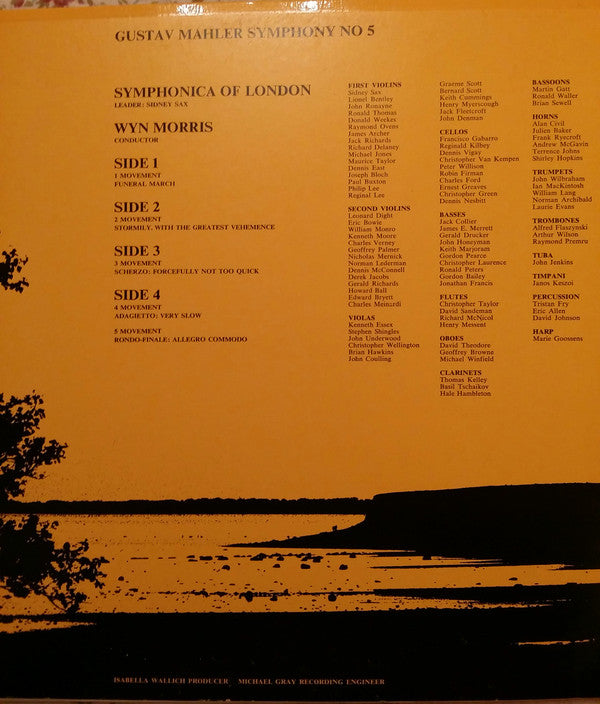 GUSTAV MAHLER SYMPHONY NO 5
SYMPHONICA OF LONDON
LEADER: SIDNEY SAX
WYN MORRIS
CONDUCTOR
SIDE 1
1 MOVEMENT
FUNERAL MARCH
SIDE 2
2 MOVEMENT
STORMILY. WITH THE GREATEST VEHEMENCE
SIDE 3
3 MOVEMENT
SCHERZO: FORCEFULLY NOT TOO QUICK
SIDE 4
4 MOVEMENT
ADAGIETTO: VERY SLOW
5 MOVEMENT
RONDO-FINALE: ALLEGRO COMMODO
FIRST VIOLINS
Sidney Sax
Lionel Bentley
John Ronayne
Ronald Thomas
Donald Weekes
Raymond Ovens
James Archer
Jack Richards
Richard Delaney
Michael Jones
Maurice Taylor
Dennis East
Joseph Bloch
Paul Buxton
Philip Lee
Reginal Lee
SECOND VIOLINS
Leonard Dight
Eric Bowie
William Monro
Kenneth Moore
Charles Verney
Geoffrey Palmer
Nicholas Mernick
Norman Lederman
Dennis McConnell
Derek Jacobs
Gerald Richards
Howard Ball
Edward Bryett
Charles Meinardi
VIOLAS
Kenneth Essex
Stephen Shingles
John Underwood
Christopher Wellington
Brian Hawkins
John Coulling
Graeme Scott
Bernard Scott
Keith Cummings
Henry Myerscough
Jack Fleetcroft
John Denman
CELLOS
Francisco Gabarro
Reginald Kilbey
Dennis Vigay
Christopher Van Kempen
Peter Willison
Robin Firman
Charles Ford
Ernest Greaves
Christopher Green
Dennis Nesbitt
BASSES
Jack Collier
James E. Merrett
Gerald Drucker
John Honeyman
Keith Marjoram
Gordon Pearce
Christopher Laurence
Ronald Peters
Gordon Bailey
Jonathan Francis
FLUTES
Christopher Taylor
David Sandeman
Richard McNicol
Henry Messent
OBOES
David Theodore
Geoffrey Browne
Michael Winfield
CLARINETS
Thomas Kelley
Basil Tschaikov
Hale Hambleton
BASSOONS
Martin Gatt
Ronald Waller
Brian Sewell
HORNS
Alan Civil
Julien Baker
Frank Ryecroft
Andrew McGavin
Terrence Johns
Shirley Hopkins
TRUMPETS
John Wilbraham
Ian MacKintosh
William Lang
Norman Archibald
Laurie Evans
TROMBONES
Alfred Flaszynski
Arthur Wilson
Raymond Premru
TUBA
John Jenkins
TIMPANI
Janos Keszoi
PERCUSSION
Tristan Fry
Eric Allen
David Johnson
HARP
Marie Goossens
ISABELLA WALLICH PRODUCER MICHAEL GRAY RECORDING ENGINEER